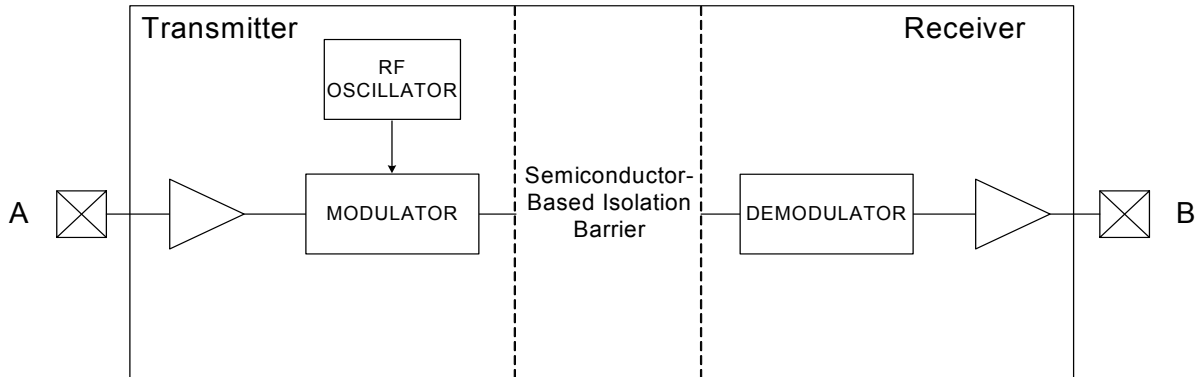 Transmitter
Receiver
RF
OSCILLATOR
A
MODULATOR
Semiconductor-
Based Isolation
Barrier
DEMODULATOR
B